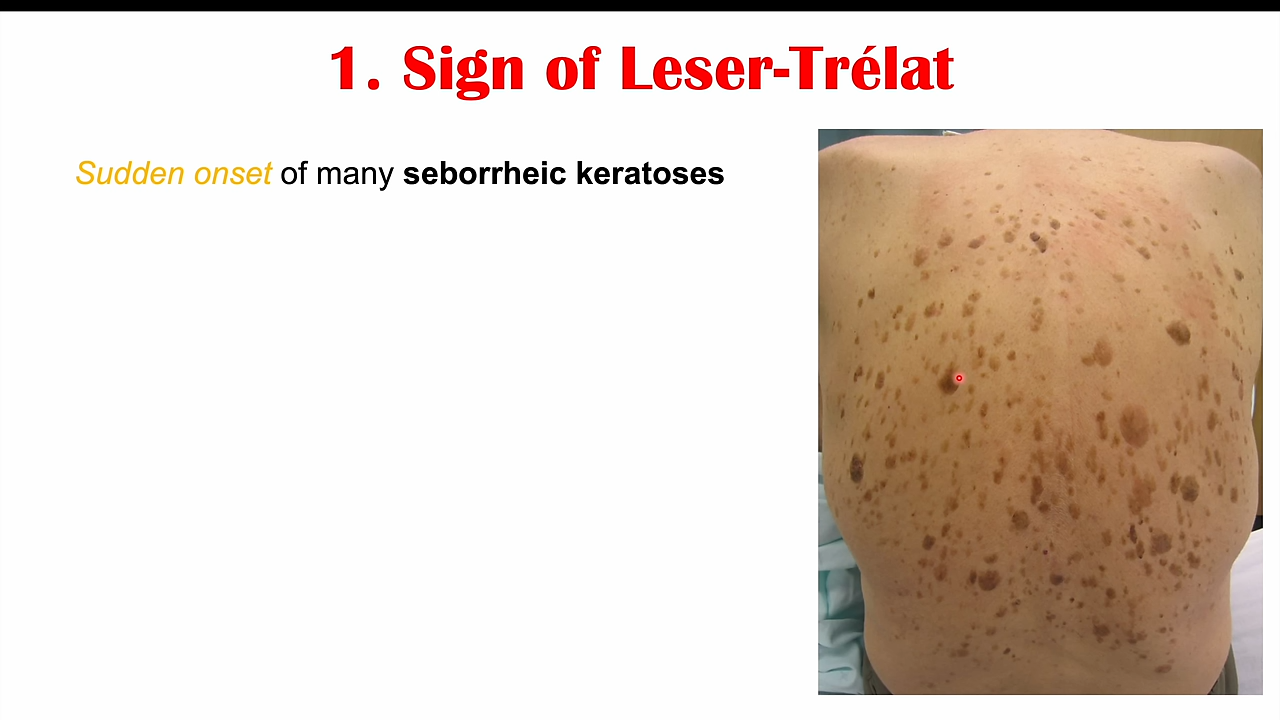 1. Sign of Leser-Trélat
Sudden onset of many seborrheic keratoses